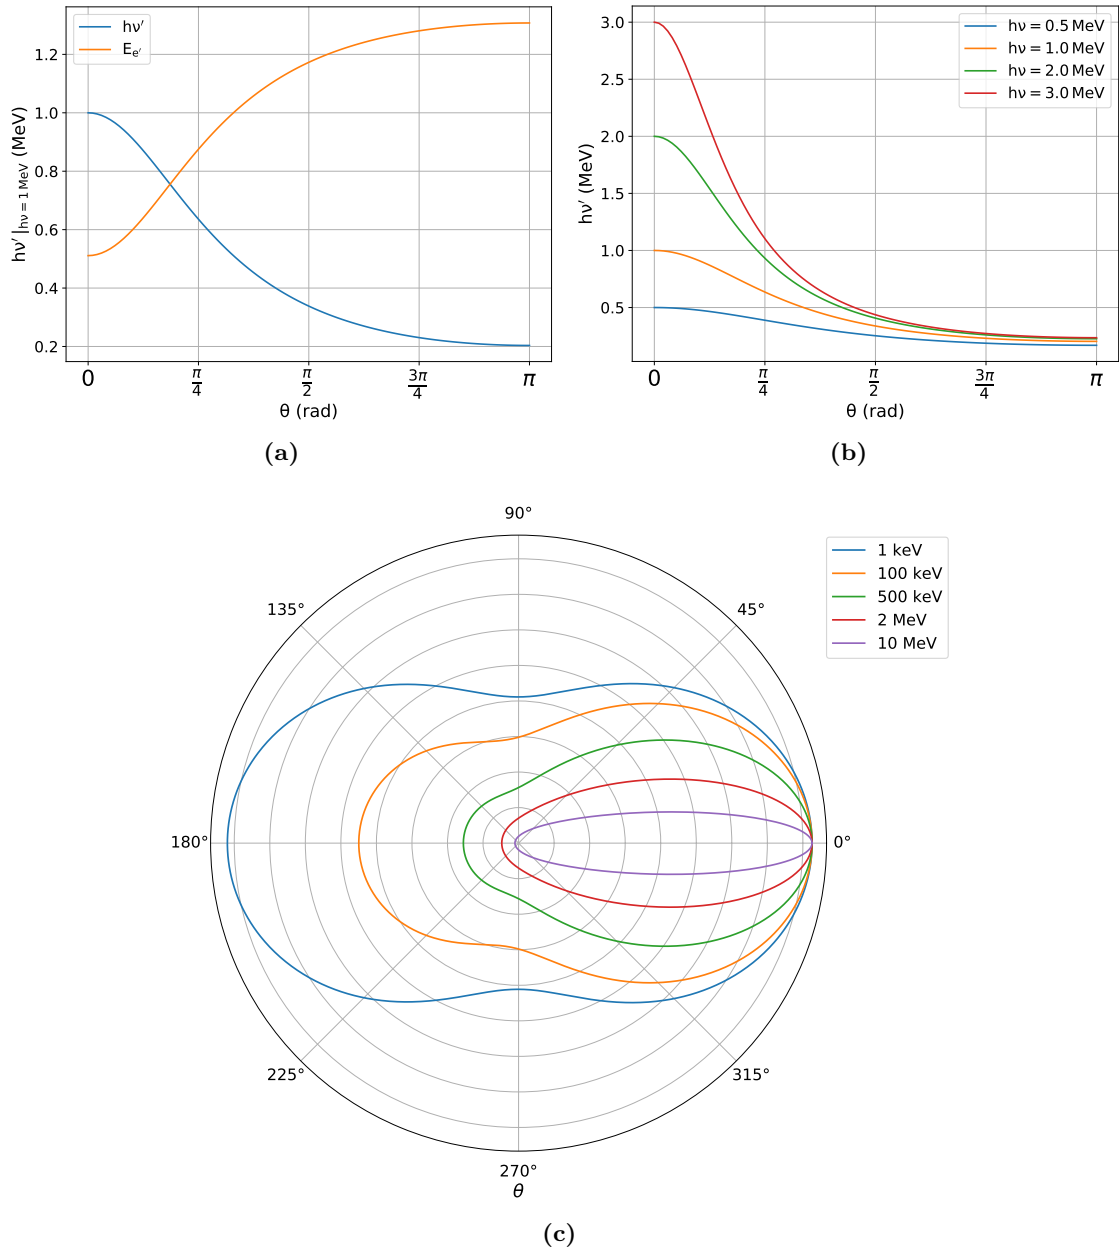 hν′
E_e′
1.2
1.0
0.8
0.6
0.4
0.2
hν′|_hν = 1 MeV (MeV)
0
π/4
π/2
3π/4
π
θ (rad)
(a)
hν = 0.5 MeV
hν = 1.0 MeV
hν = 2.0 MeV
hν = 3.0 MeV
3.0
2.5
2.0
1.5
1.0
0.5
hν′ (MeV)
0
π/4
π/2
3π/4
π
θ (rad)
(b)
1 keV
100 keV
500 keV
2 MeV
10 MeV
90°
135°
45°
180°
0°
225°
315°
270°
θ
(c)